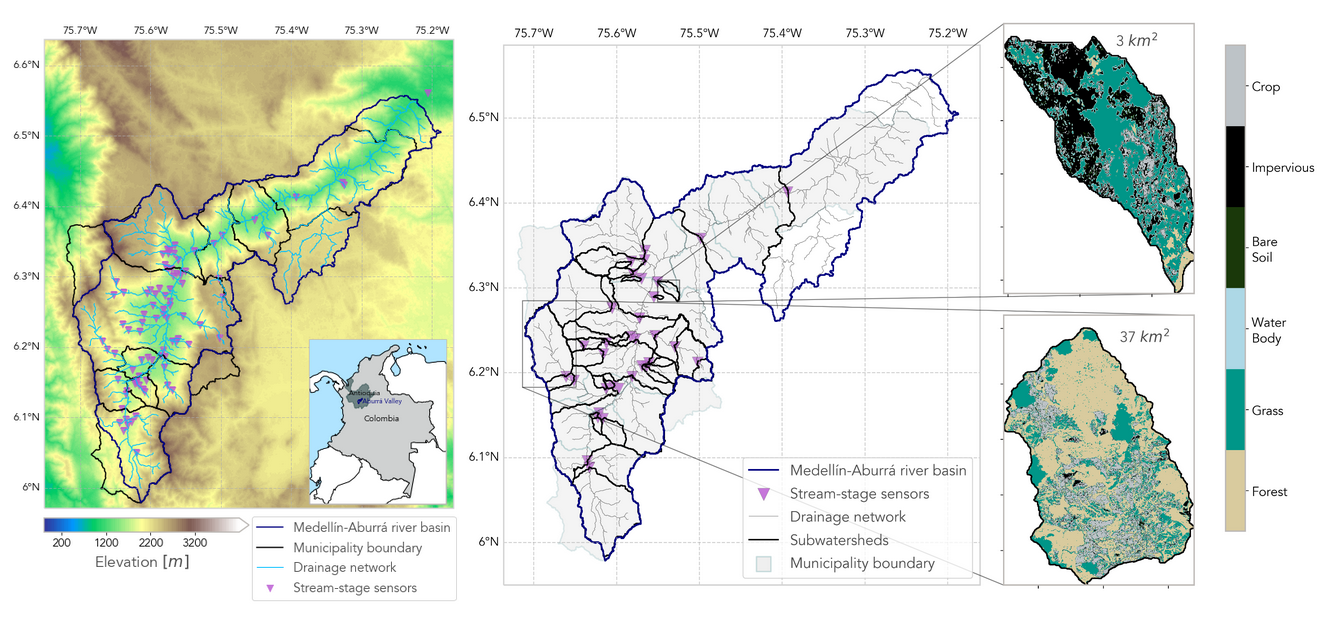 75.7°W 75.6°W 75.5°W 75.4°W 75.3°W 75.2°W
6.6°N
6.5°N
6.4°N
6.3°N
6.2°N
6.1°N
6°N
Antioquia
Aburrá Valley
Colombia
200 1200 2200 3200
Elevation [m]
Medellín-Aburrá river basin
Municipality boundary
Drainage network
Stream-stage sensors
75.7°W 75.6°W 75.5°W 75.4°W 75.3°W 75.2°W
6.5°N
6.4°N
6.3°N
6.2°N
6.1°N
6°N
Medellín-Aburrá river basin
Stream-stage sensors
Drainage network
Subwatersheds
Municipality boundary
3 km²
37 km²
Crop
Impervious
Bare
Soil
Water
Body
Grass
Forest